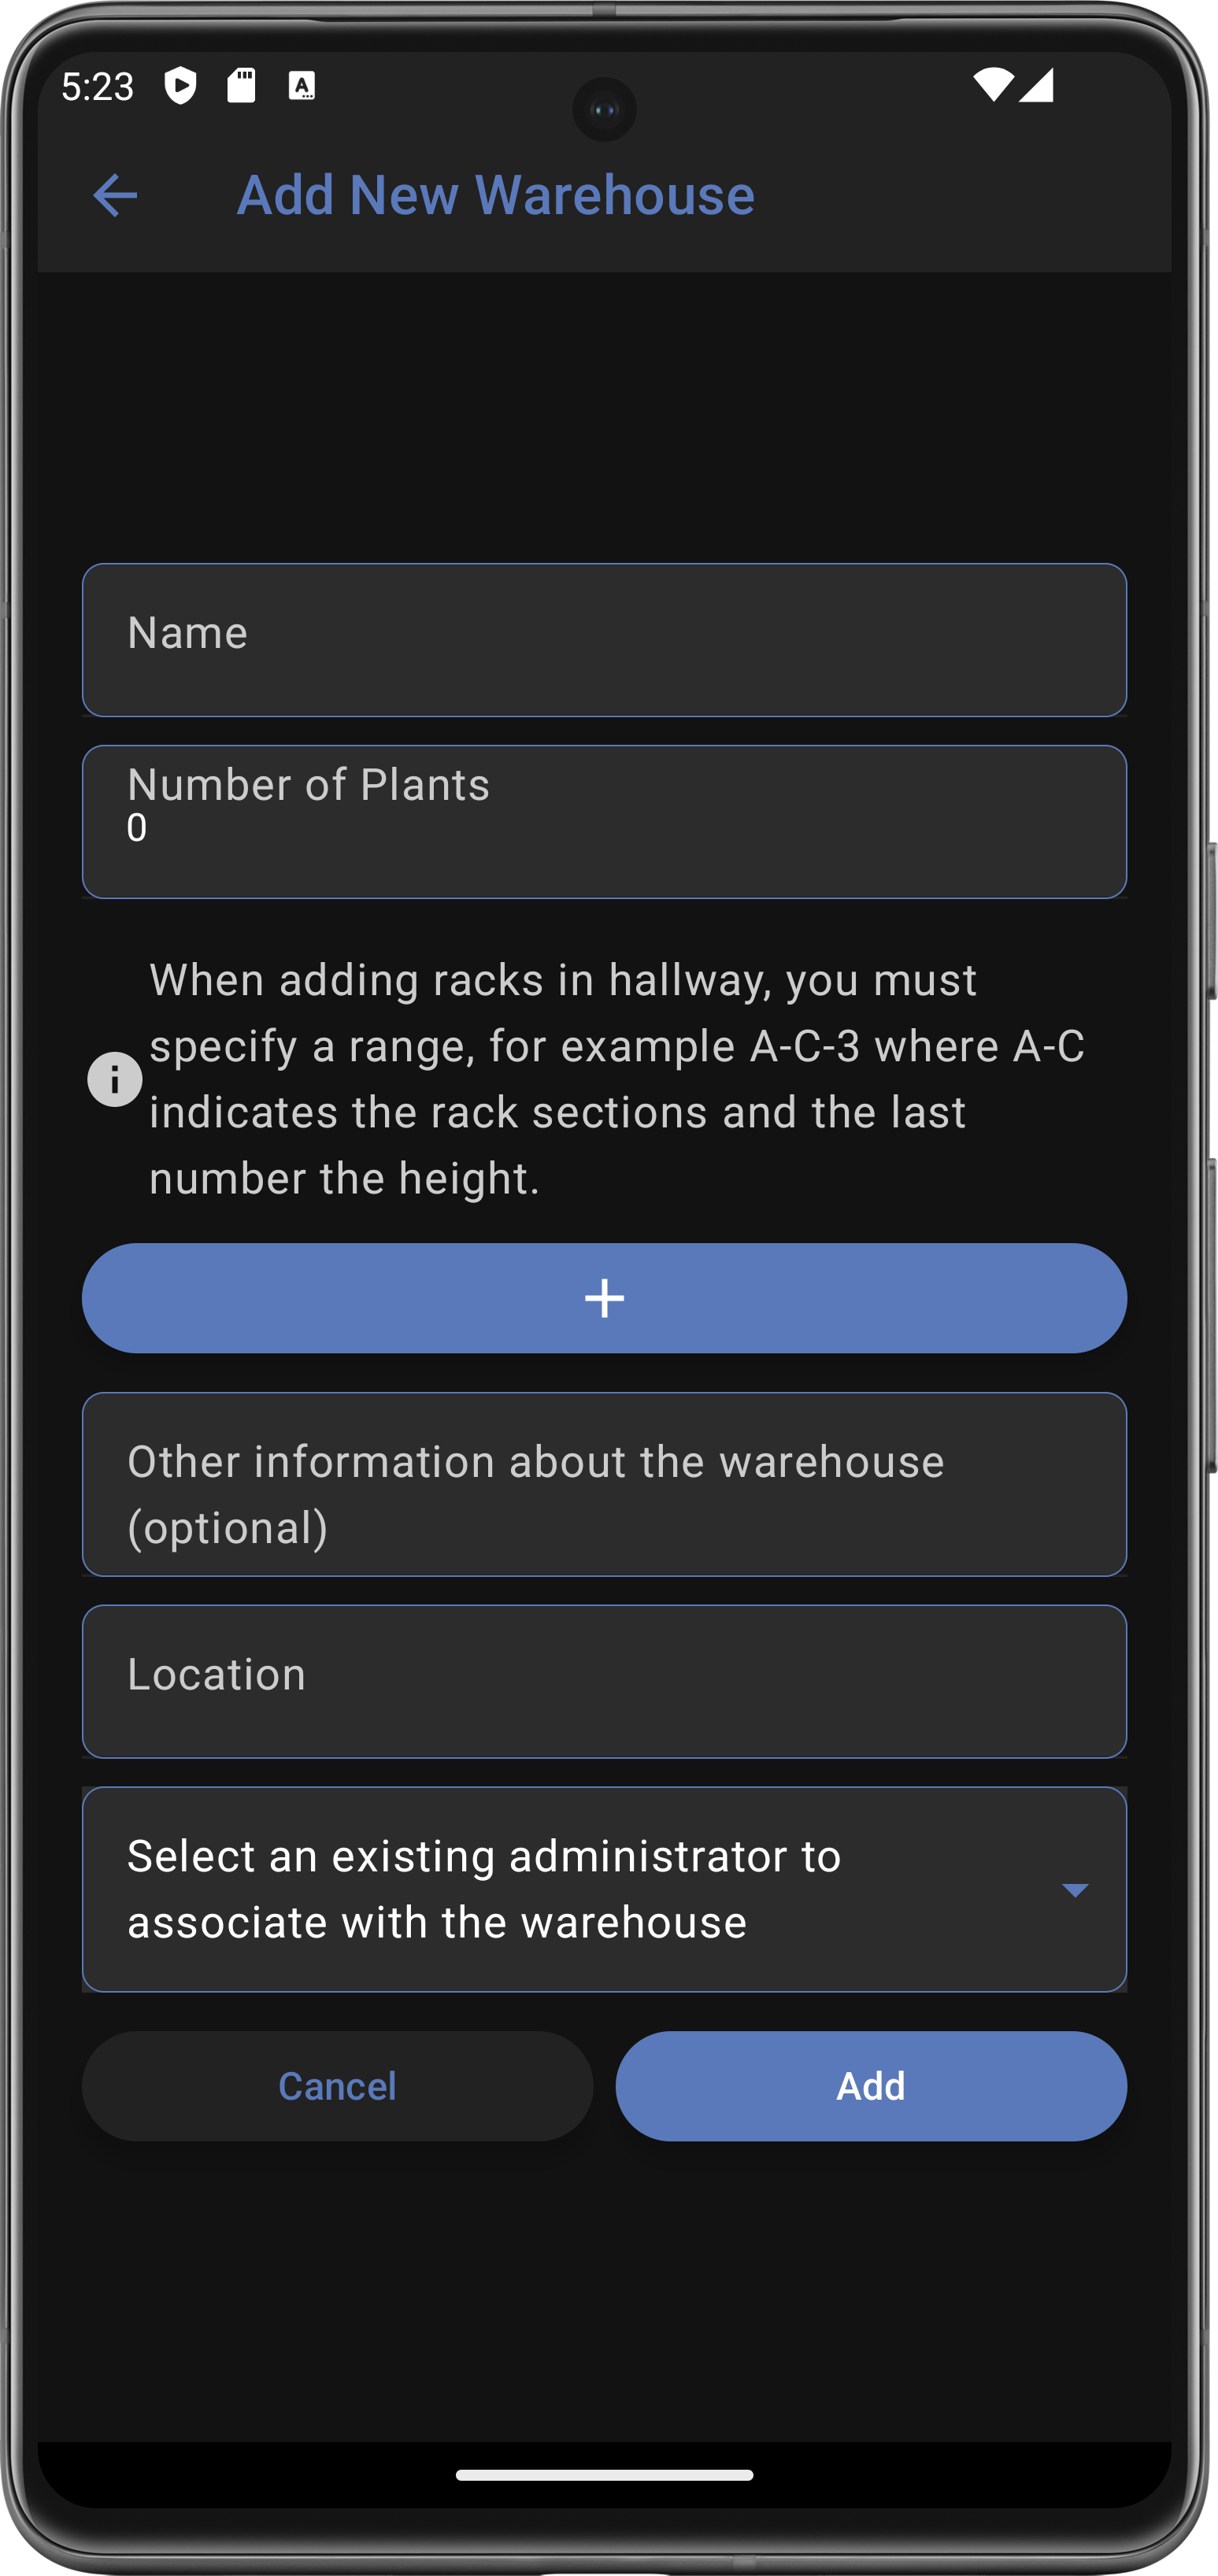 5:23
Add New Warehouse
Name
Number of Plants
0
When adding racks in hallway, you must
specify a range, for example A-C-3 where A-C
indicates the rack sections and the last
number the height.
+
Other information about the warehouse
(optional)
Location
Select an existing administrator to
associate with the warehouse
Cancel
Add